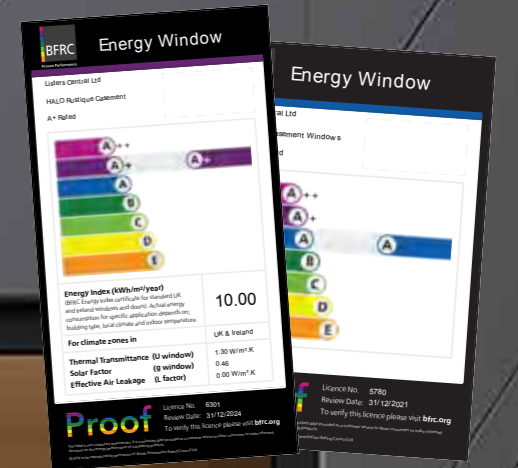 BFRC
Proven Performance.
Energy Window
Listers Central Ltd
HALO Rustique Casement
A+ Rated
A++
A+
A+
A
B
C
D
E
Energy Index (kWh/m²/year)
(BFRC Energy Index certificate for standard UK
and Ireland windows and doors). Actual energy
consumption for specific application depends on;
building type, local climate and indoor temperature.
10.00
For climate zones in
UK & Ireland
Thermal Transmittance (U window) 1.30 W/m².K
Solar Factor (g window) 0.46
Effective Air Leakage (L factor) 0.00 W/m².K
Proof
Licence No. 6301
Review Date: 31/12/2024
To verify this licence please visit bfrc.org
Energy Window
ral Ltd
sement Windows
d
A++
A+
A
A
B
C
D
E
f
Licence No. 5780
Review Date: 31/12/2021
To verify this licence please visit bfrc.org